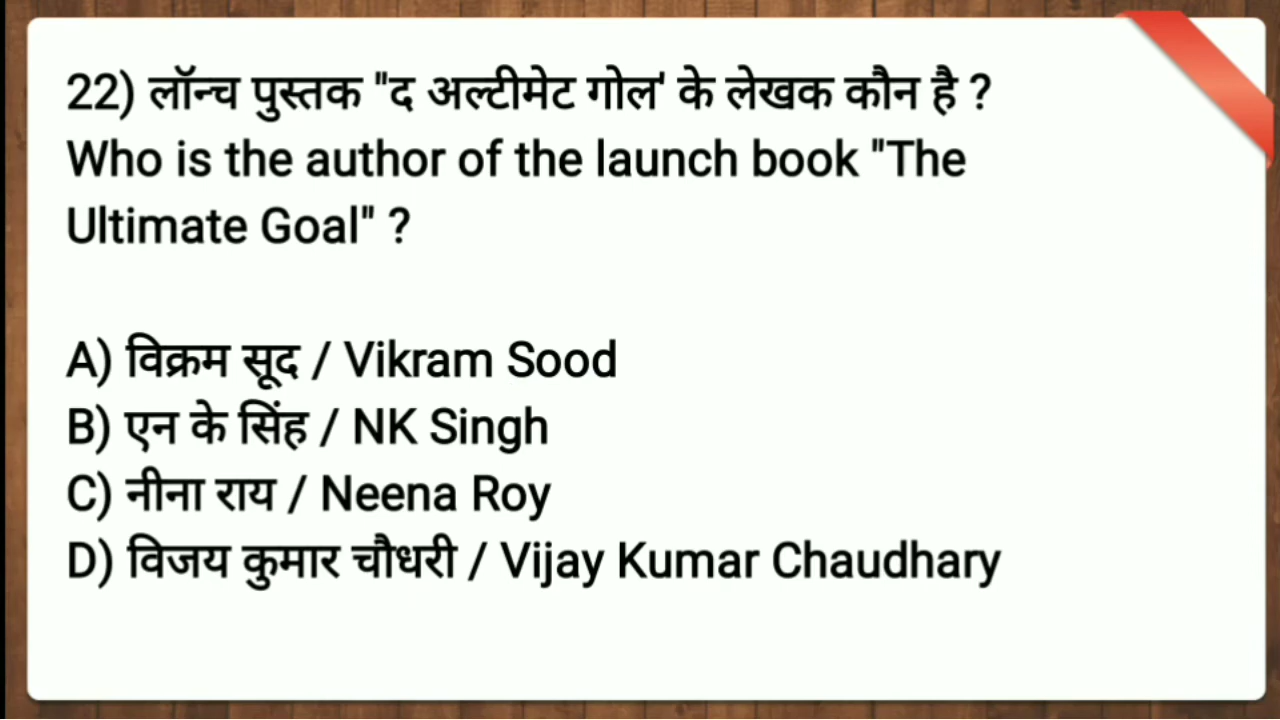 22) लॉन्च पुस्तक "द अल्टीमेट गोल' के लेखक कौन है ?
Who is the author of the launch book "The
Ultimate Goal" ?
A) विक्रम सूद / Vikram Sood
B) एन के सिंह / NK Singh
C) नीना राय / Neena Roy
D) विजय कुमार चौधरी / Vijay Kumar Chaudhary